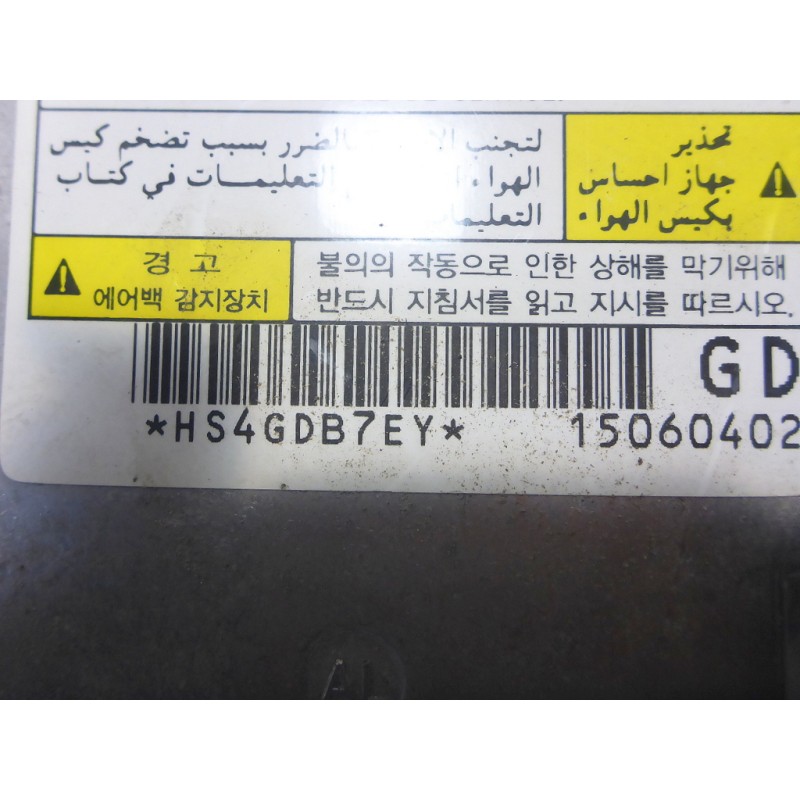 تحذير
جهاز احساس
بكيس الهواء
لتجنب بالضرر بسبب تضخم كيس
الهواء التعليمات في كتاب
التعليمات
경 고
에어백 감지장치
불의의 작동으로 인한 상해를 막기위해
반드시 지침서를 읽고 지시를 따르시오.
GD
*HS4GDB7EY* 15060402